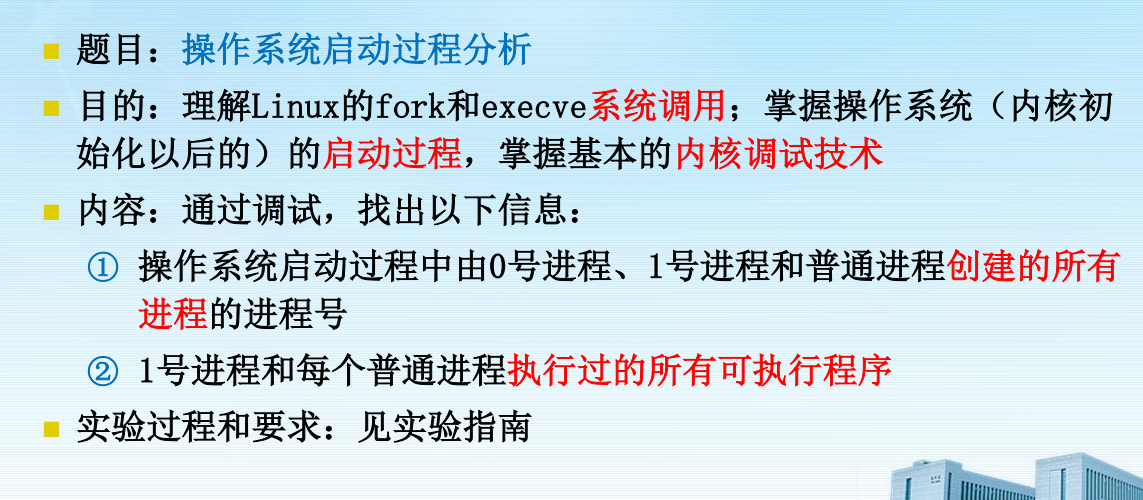 题目：操作系统启动过程分析
目的：理解Linux的fork和execve系统调用；掌握操作系统（内核初
始化以后的）的启动过程，掌握基本的内核调试技术
内容：通过调试，找出以下信息：
① 操作系统启动过程中由0号进程、1号进程和普通进程创建的所有
进程的进程号
② 1号进程和每个普通进程执行过的所有可执行程序
实验过程和要求：见实验指南